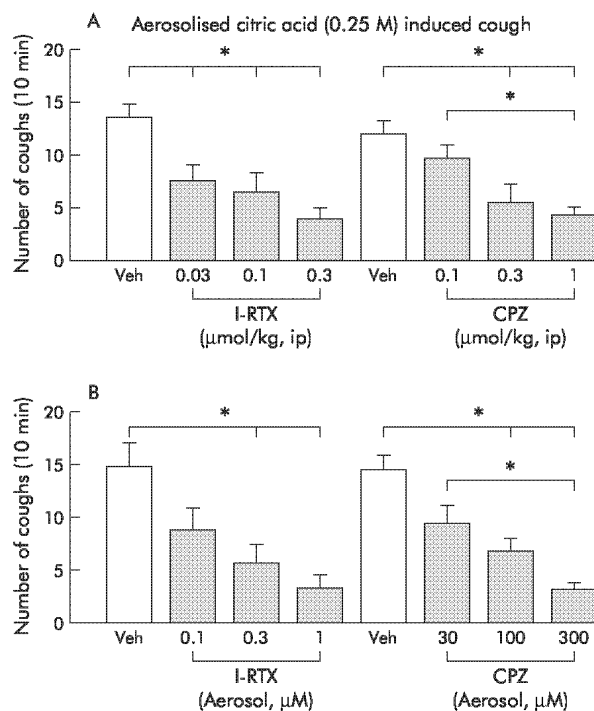 A Aerosolised citric acid (0.25 M) induced cough
Number of coughs (10 min)
20
15
10
5
0
* * *
Veh 0.03 0.1 0.3 Veh 0.1 0.3 1
I-RTX CPZ
(μmol/kg, ip) (μmol/kg, ip)
B
Number of coughs (10 min)
20
15
10
5
0
* * *
Veh 0.1 0.3 1 Veh 30 100 300
I-RTX CPZ
(Aerosol, μM) (Aerosol, μM)